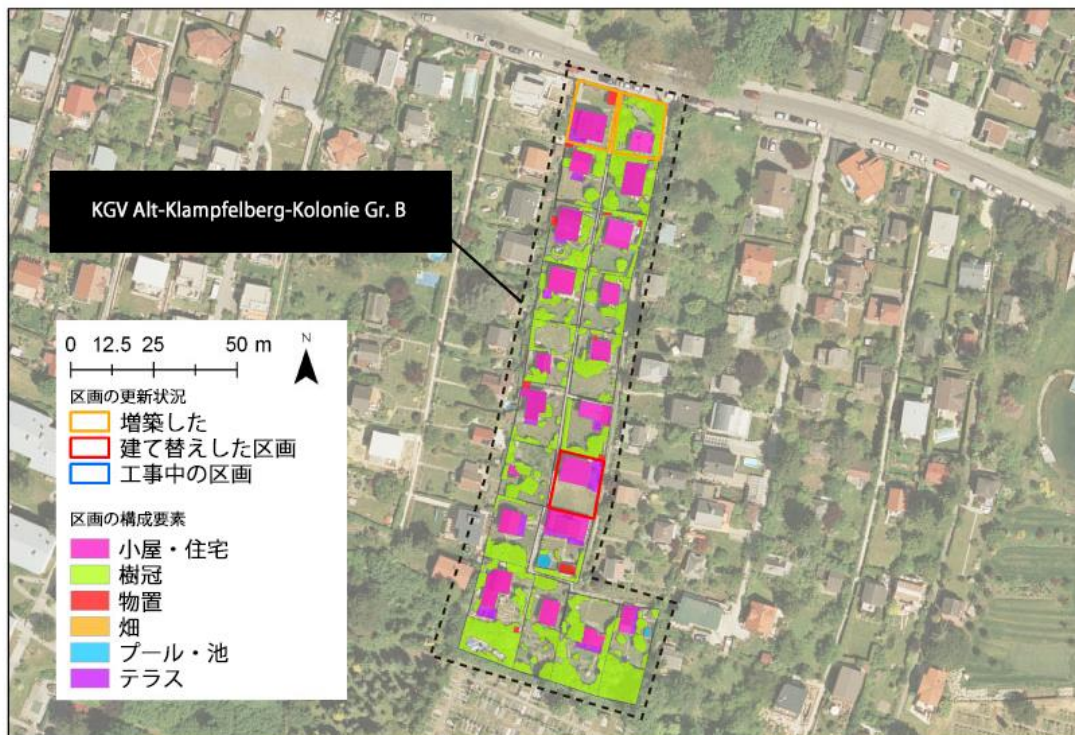 KGV Alt-Klampfelberg-Kolonie Gr. B
0 12.5 25 50 m
N
区画の更新状況
増築した
建て替えした区画
工事中の区画
区画の構成要素
小屋・住宅
樹冠
物置
畑
プール・池
テラス